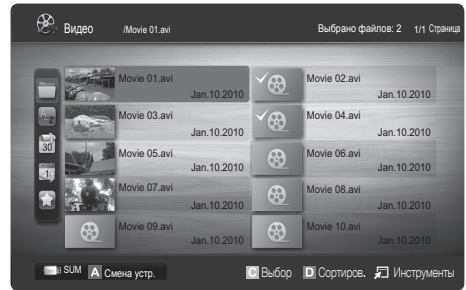 Видео /Movie 01.avi Выбрано файлов: 2 1/1 Страница
Movie 01.avi Movie 02.avi
Jan.10.2010 Jan.10.2010
Movie 03.avi Movie 04.avi
Jan.10.2010 Jan.10.2010
30
Movie 05.avi Movie 06.avi
Jan.10.2010 Jan.10.2010
1
Movie 07.avi Movie 08.avi
Jan.10.2010 Jan.10.2010
Movie 09.avi Movie 10.avi
Jan.10.2010 Jan.10.2010
SUM A Смена устр. C Выбор D Сортиров. Инструменты